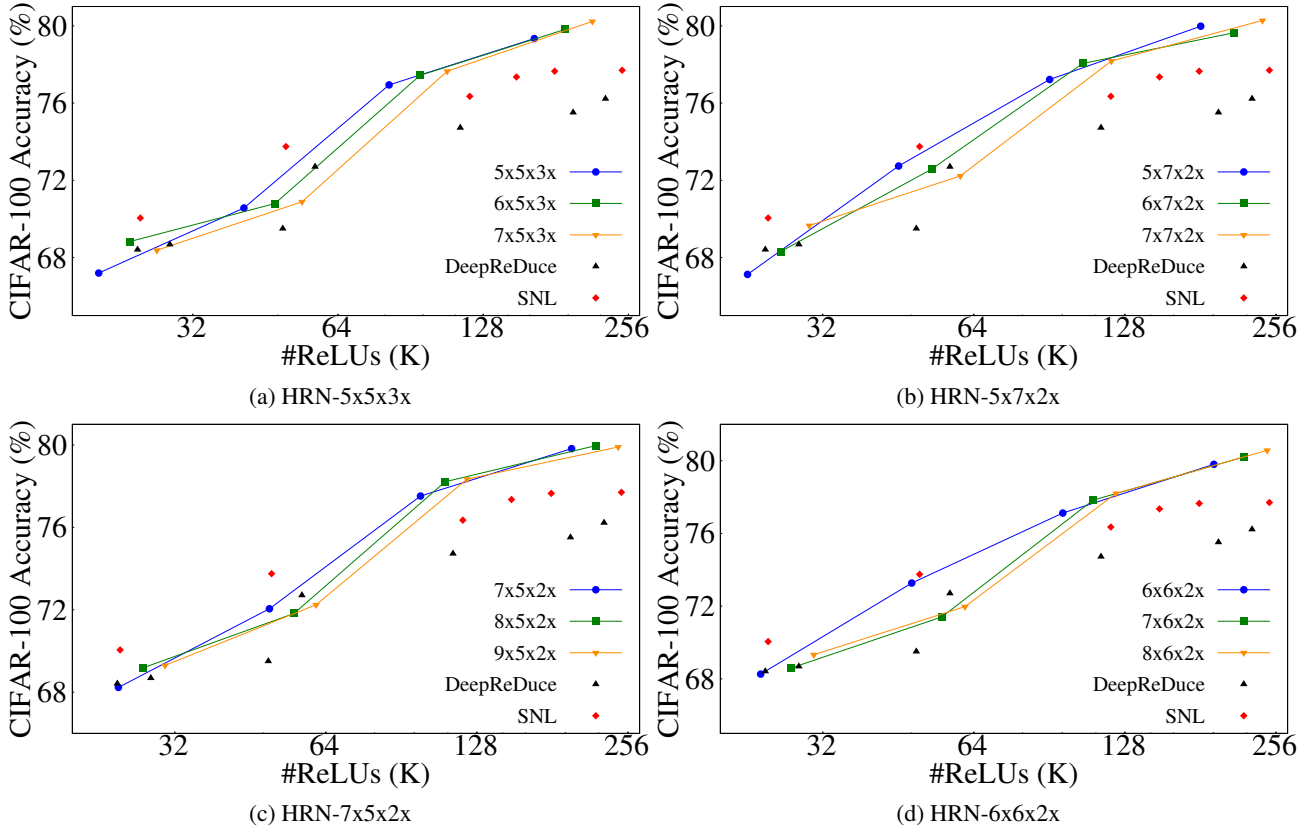 CIFAR-100 Accuracy (%)
80
76
72
68
5x5x3x
6x5x3x
7x5x3x
DeepReDuce
SNL
32 64 128 256
#ReLUs (K)
(a) HRN-5x5x3x
CIFAR-100 Accuracy (%)
80
76
72
68
5x7x2x
6x7x2x
7x7x2x
DeepReDuce
SNL
32 64 128 256
#ReLUs (K)
(b) HRN-5x7x2x
CIFAR-100 Accuracy (%)
80
76
72
68
7x5x2x
8x5x2x
9x5x2x
DeepReDuce
SNL
32 64 128 256
#ReLUs (K)
(c) HRN-7x5x2x
CIFAR-100 Accuracy (%)
80
76
72
68
6x6x2x
7x6x2x
8x6x2x
DeepReDuce
SNL
32 64 128 256
#ReLUs (K)
(d) HRN-6x6x2x